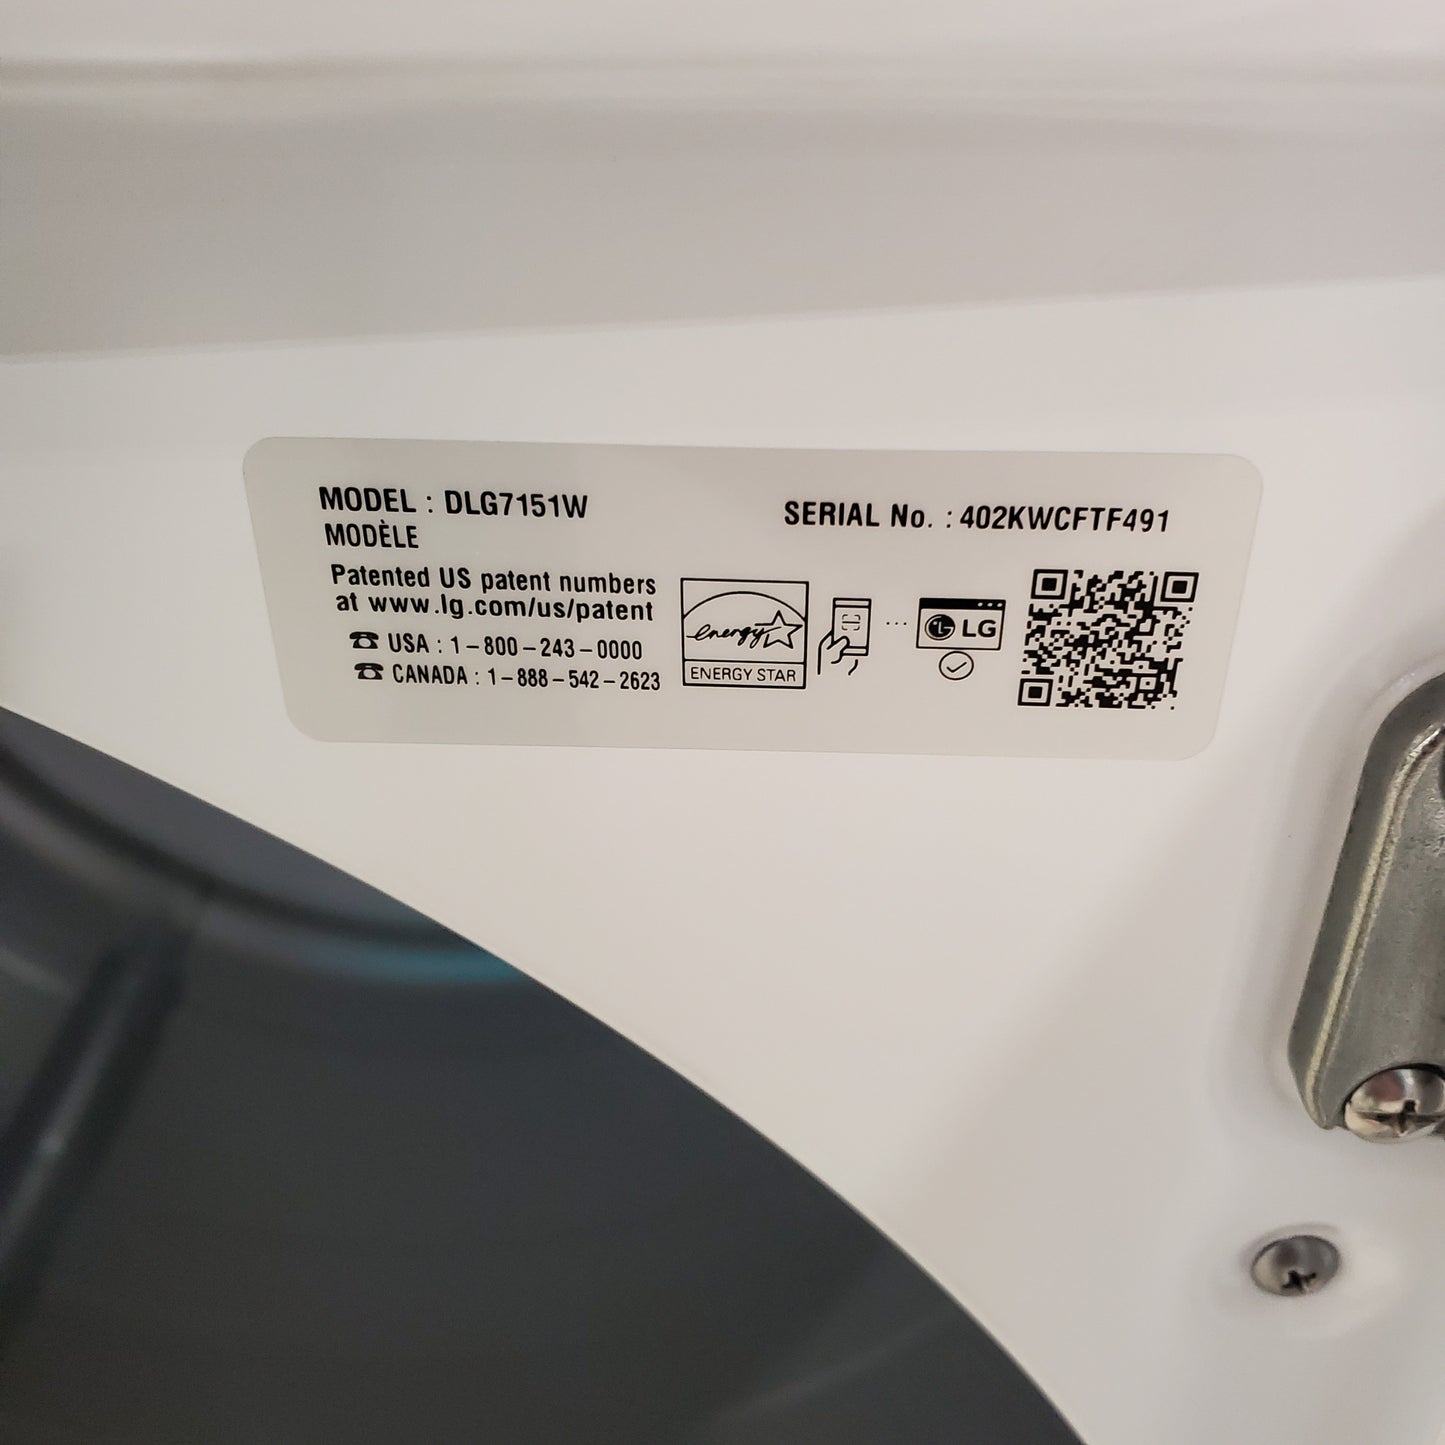 MODEL : DLG7151W
MODÈLE
SERIAL No. : 402KWCFTF491
Patented US patent numbers
at www.lg.com/us/patent
☎ USA : 1-800-243-0000
☎ CANADA : 1-888-542-2623
energy
ENERGY STAR
LG